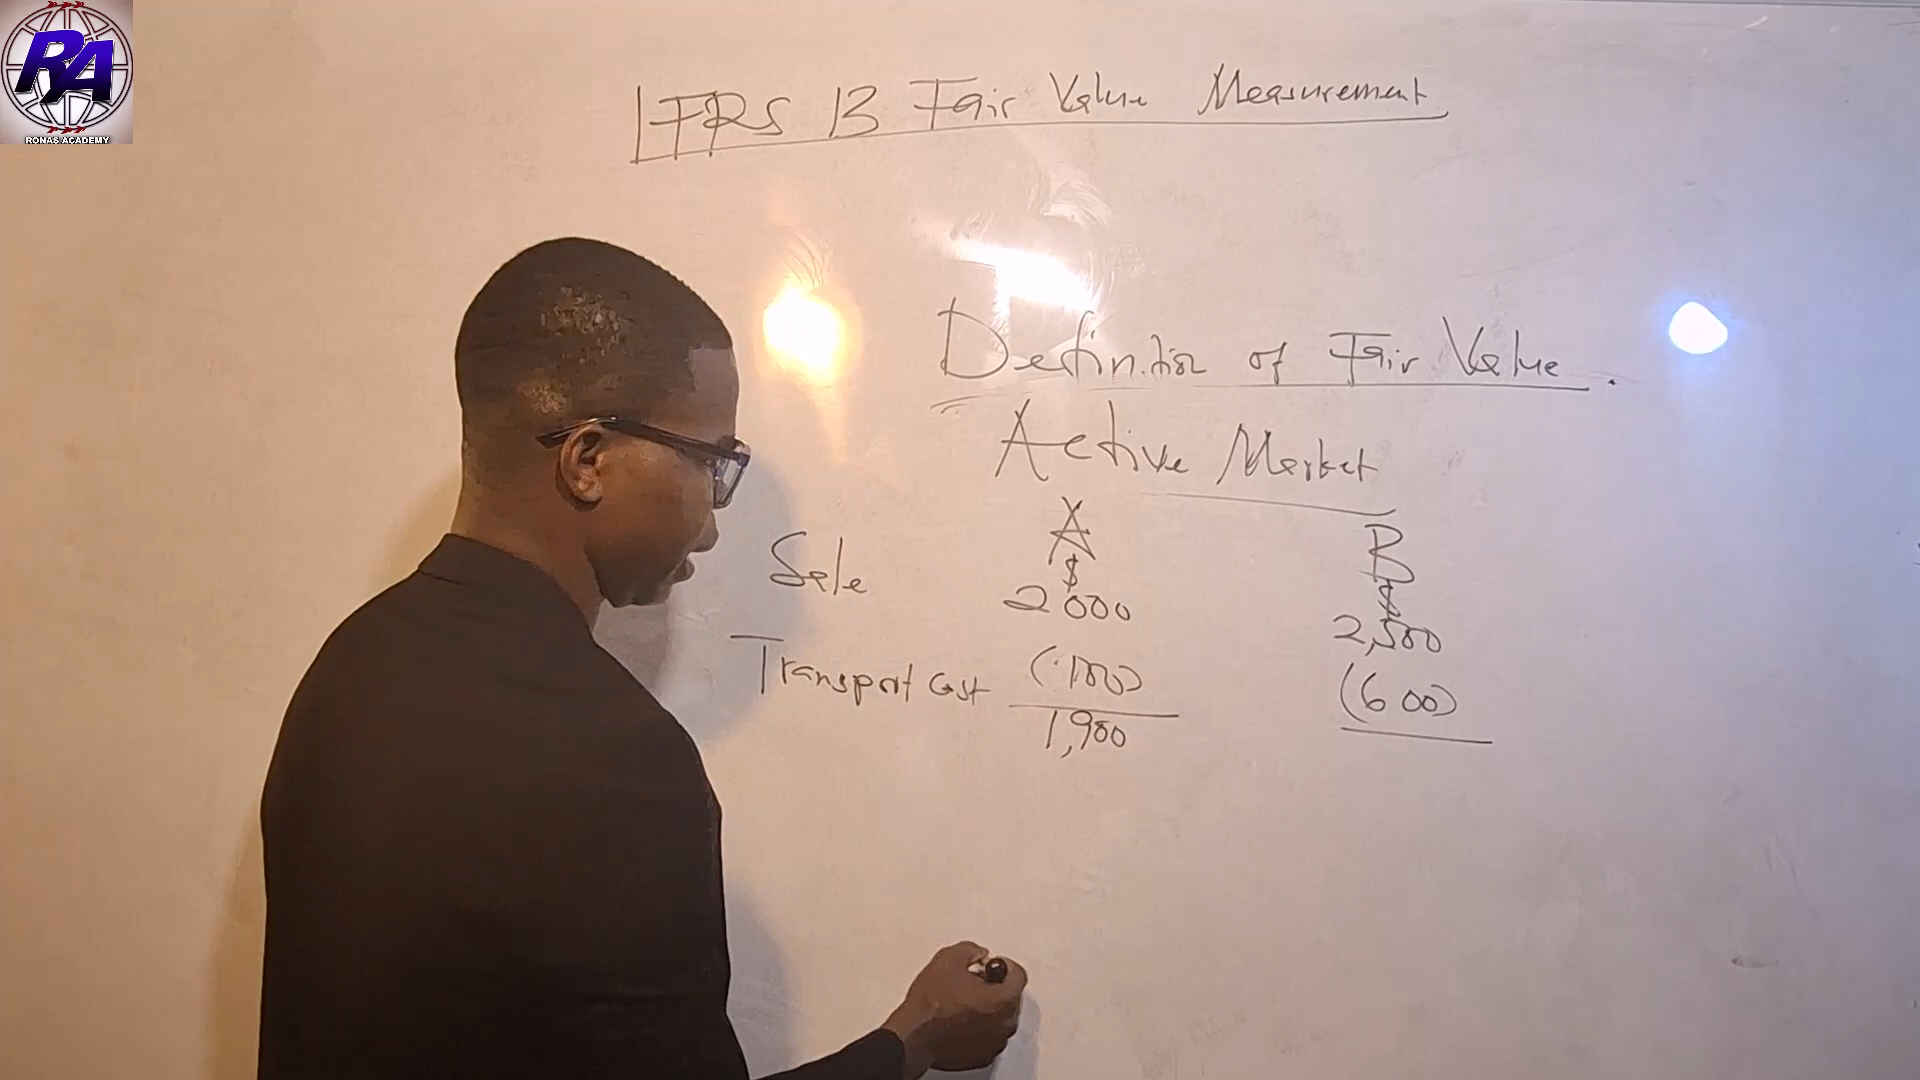 RA
RONAS ACADEMY
IFRS 13 Fair Value Measurement
Definition of Fair Value.
Active Market
A B
$ $
Sale 2000 2,500
Transport Cost (100) (600)
1,900